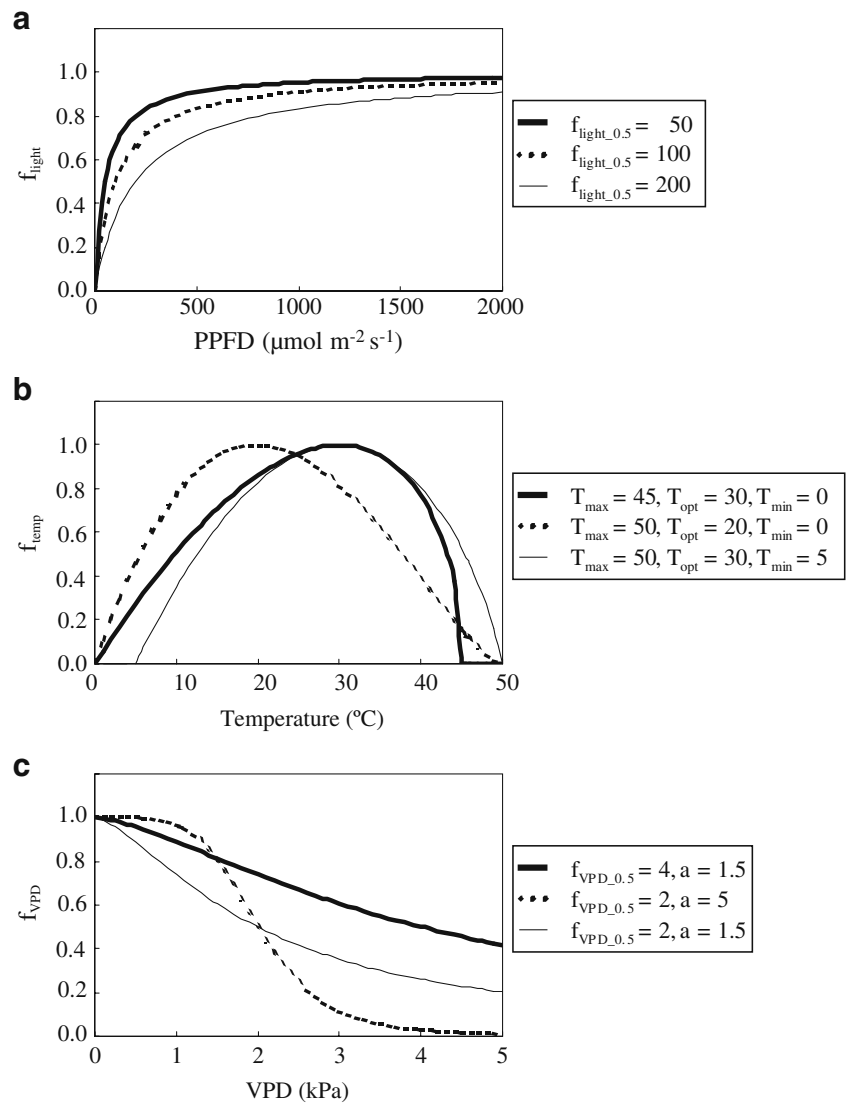 a
1.0
0.8
0.6
0.4
0.2
0.0
f_light
0 500 1000 1500 2000
PPFD (µmol m-2 s-1)
f_light_0.5 = 50
f_light_0.5 = 100
f_light_0.5 = 200
b
1.0
0.8
0.6
0.4
0.2
0.0
f_temp
0 10 20 30 40 50
Temperature (ºC)
T_max = 45, T_opt = 30, T_min = 0
T_max = 50, T_opt = 20, T_min = 0
T_max = 50, T_opt = 30, T_min = 5
c
1.0
0.8
0.6
0.4
0.2
0.0
f_VPD
0 1 2 3 4 5
VPD (kPa)
f_VPD_0.5 = 4, a = 1.5
f_VPD_0.5 = 2, a = 5
f_VPD_0.5 = 2, a = 1.5